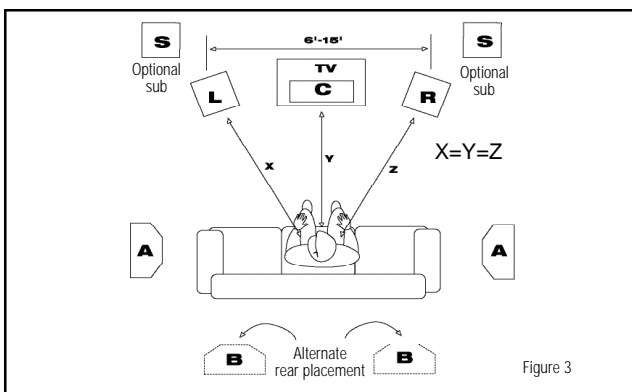 6'-15'
S
S
Optional
sub
TV
C
Optional
sub
L
R
X=Y=Z
X
Y
Z
A
A
B
Alternate
rear placement
B
Figure 3